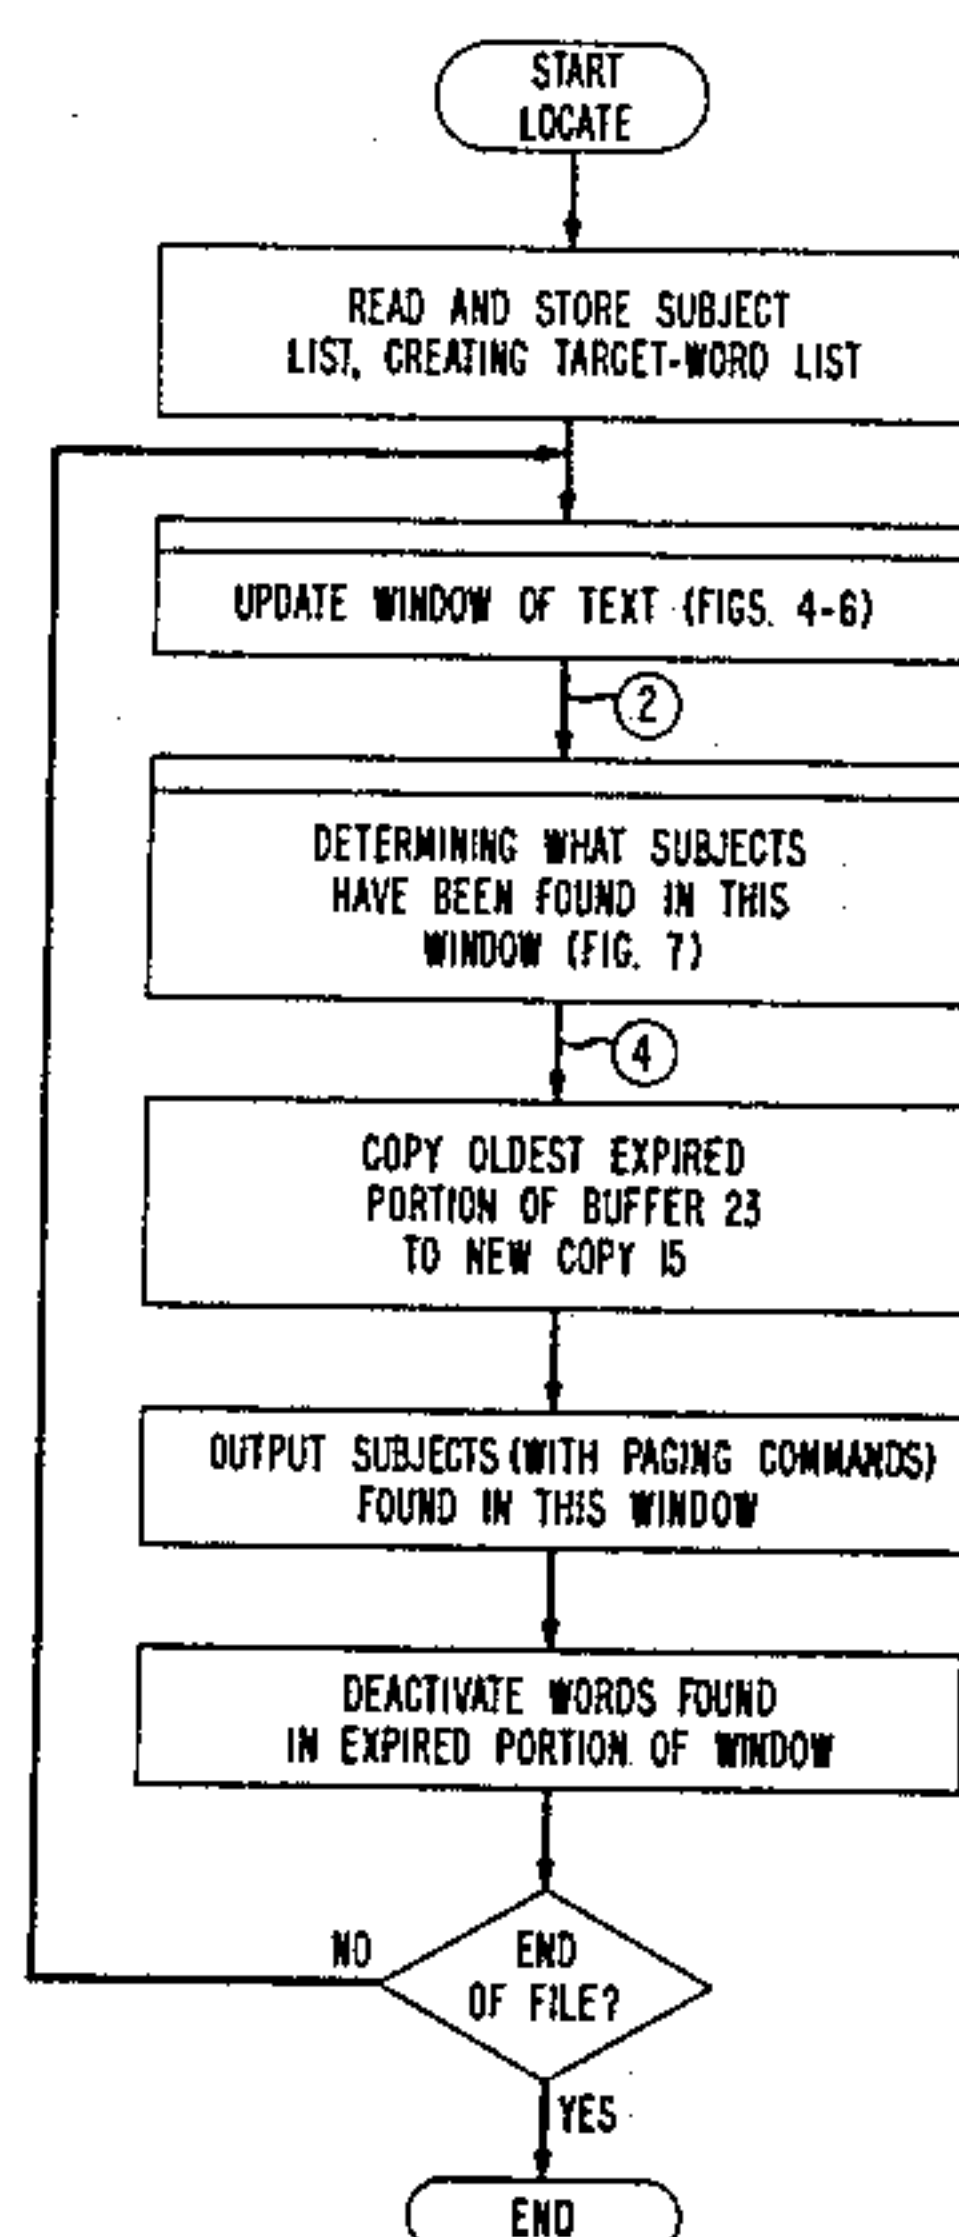 START
LOCATE
READ AND STORE SUBJECT
LIST, CREATING TARGET-WORD LIST
UPDATE WINDOW OF TEXT (FIGS. 4-6)
2
DETERMINING WHAT SUBJECTS
HAVE BEEN FOUND IN THIS
WINDOW (FIG. 7)
4
COPY OLDEST EXPIRED
PORTION OF BUFFER 23
TO NEW COPY 15
OUTPUT SUBJECTS (WITH PAGING COMMANDS)
FOUND IN THIS WINDOW
DEACTIVATE WORDS FOUND
IN EXPIRED PORTION OF WINDOW
NO
END
OF FILE?
YES
END